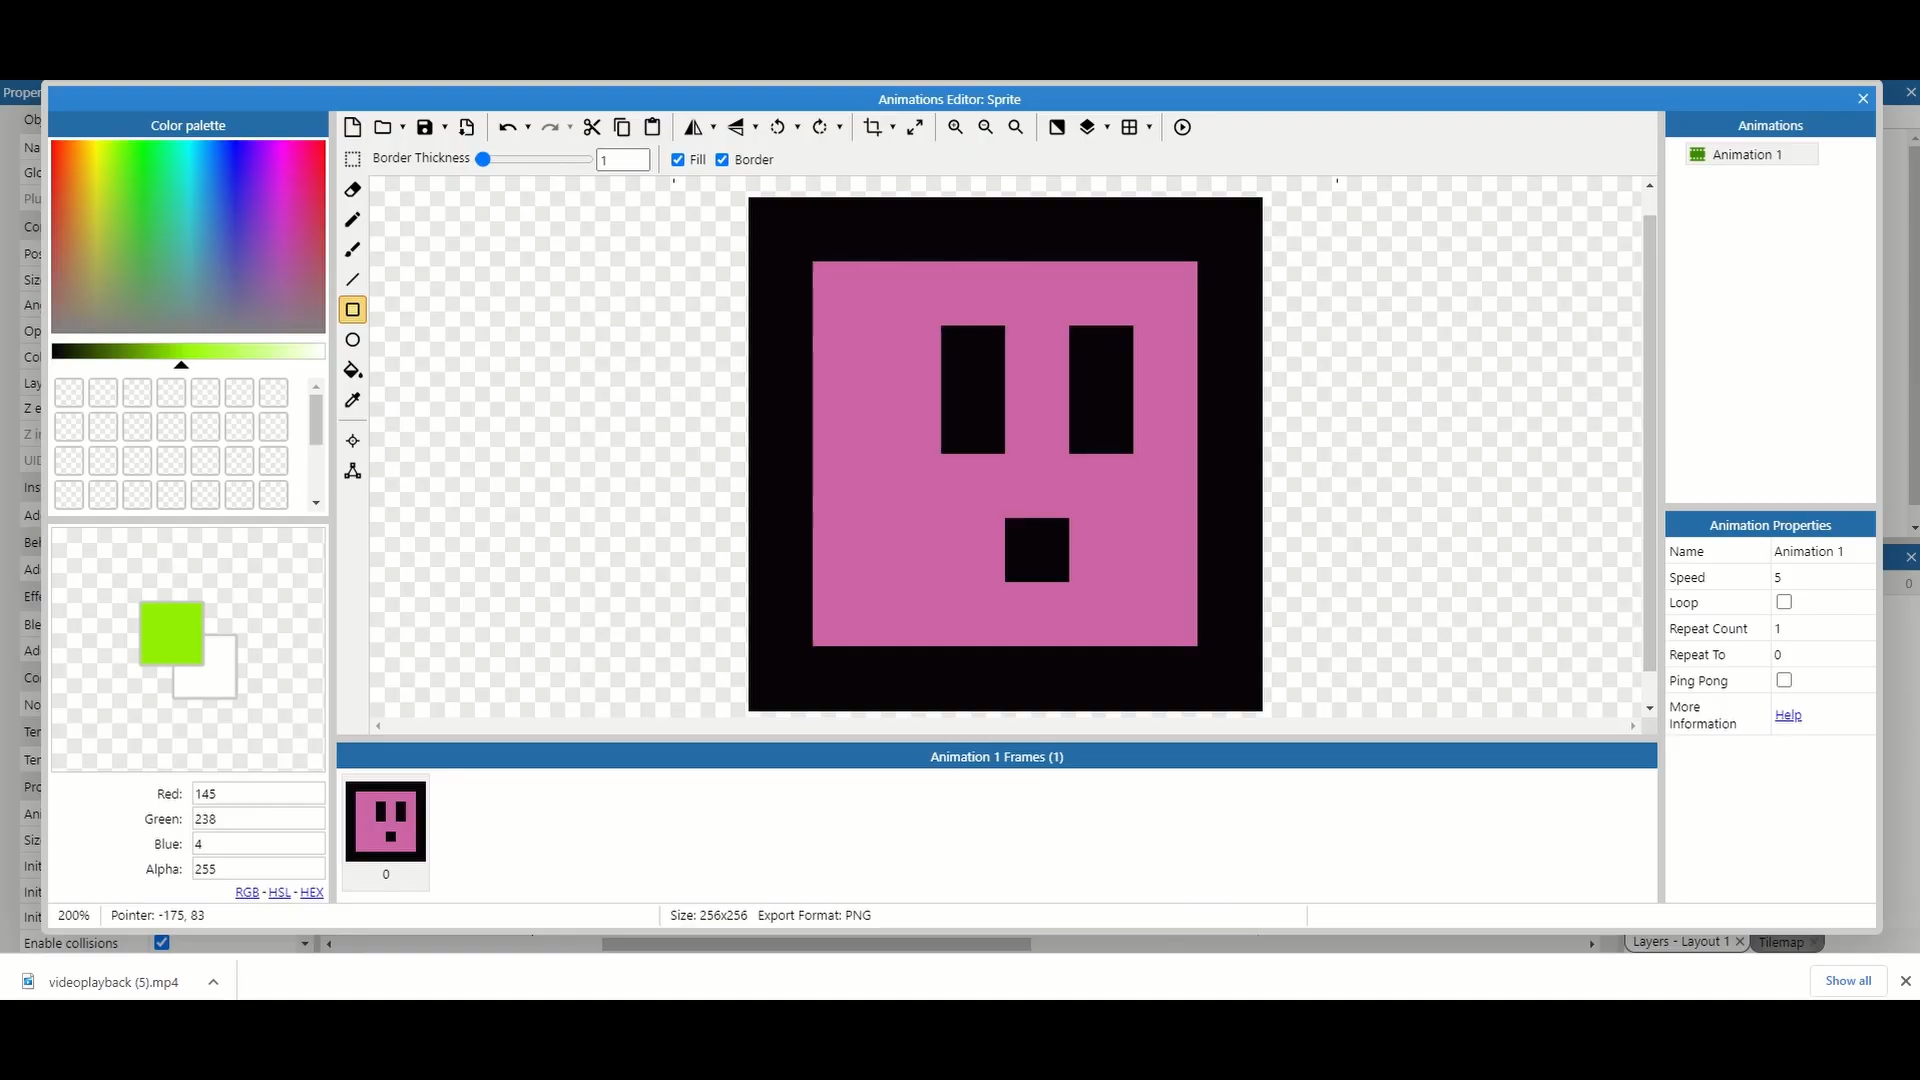 Proper
Animations Editor: Sprite
Color palette
Border Thickness
1
Fill
Border
Animations
Animation 1
Ob
Na
Glo
Plu
Cor
Pos
Siz
An
Op
Col
Lay
Z e
Z in
UID
Ins
Ad
Bel
Ad
Effe
Ble
Ad
Co
No
Ter
Ter
Pro
Ani
Siz
Init
Init
Init
Animation Properties
Name
Animation 1
Speed
5
Loop
Repeat Count
1
Repeat To
0
Ping Pong
More
Information
Help
0
Animation 1 Frames (1)
0
Red:
145
Green:
238
Blue:
4
Alpha:
255
RGB - HSL - HEX
200%
Pointer: -175, 83
Size: 256x256
Export Format: PNG
Enable collisions
Layers - Layout 1
Tilemap
videoplayback (5).mp4
Show all